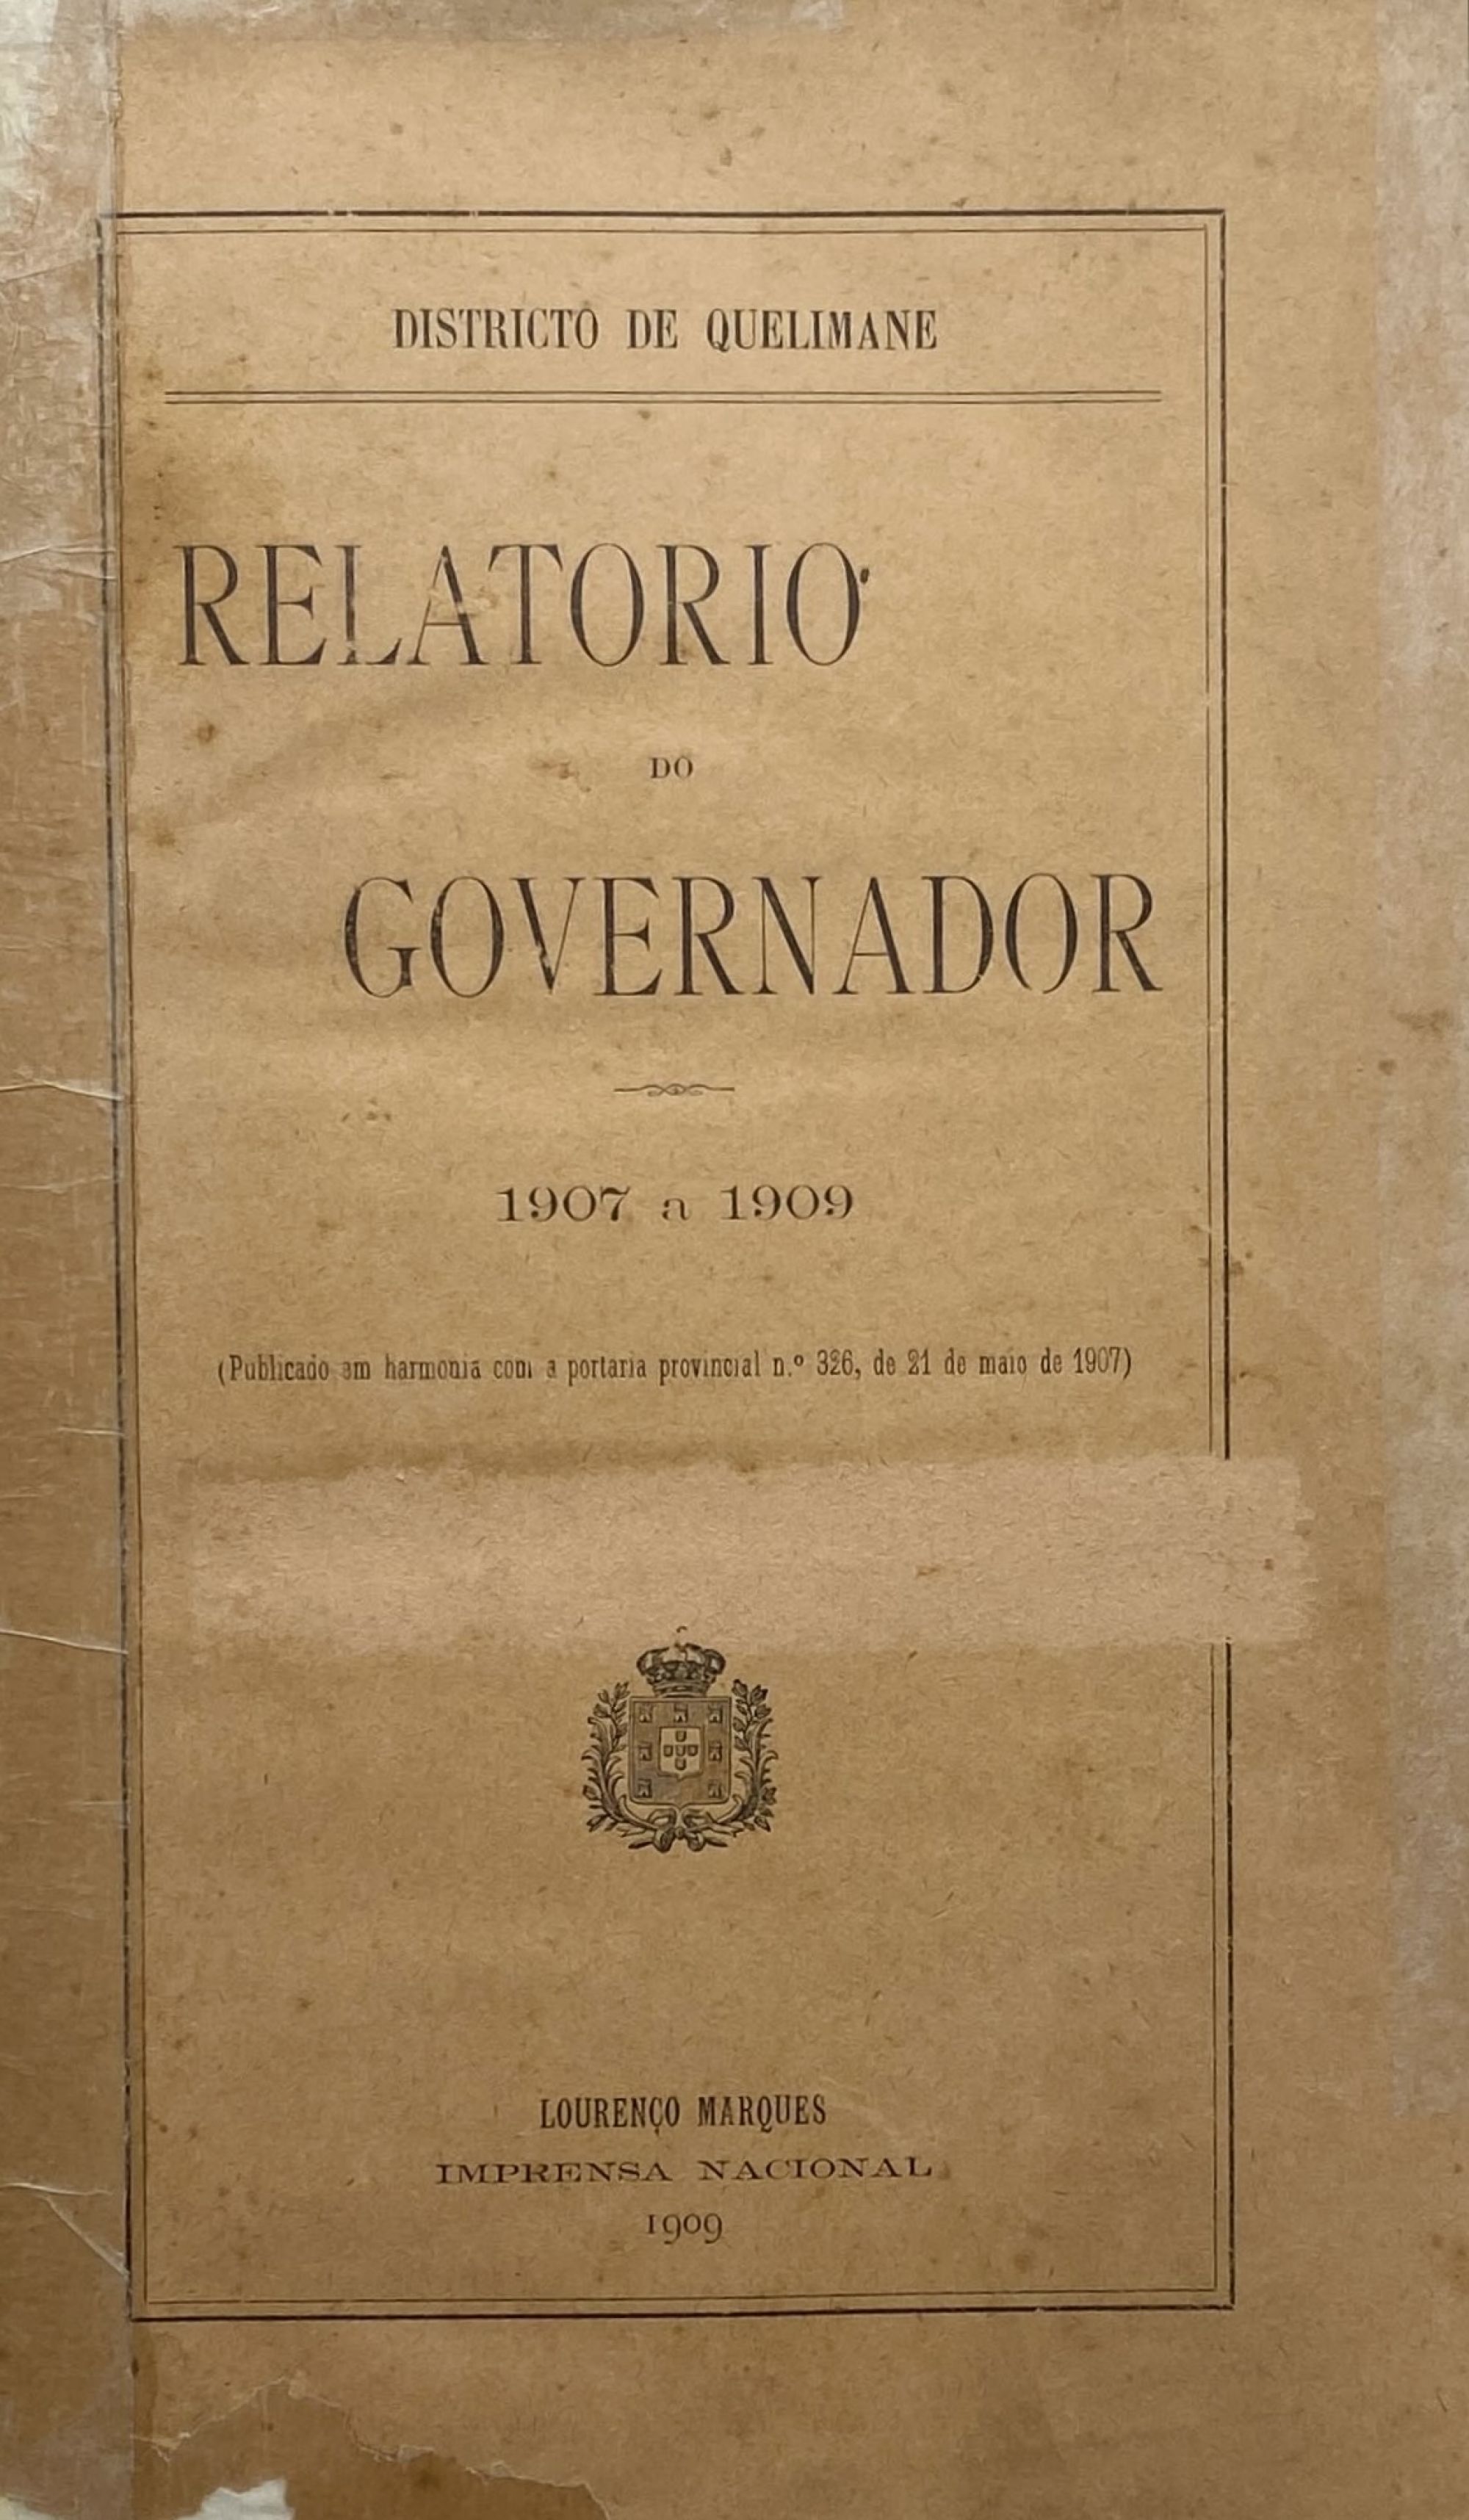 DISTRICTO DE QUELIMANE
RELATORIO
DO
GOVERNADOR
1907 a 1909
(Publicado em harmonia com a portaria provincial n.º 326, de 21 de maio de 1907)
LOURENÇO MARQUES
IMPRENSA NACIONAL
1909